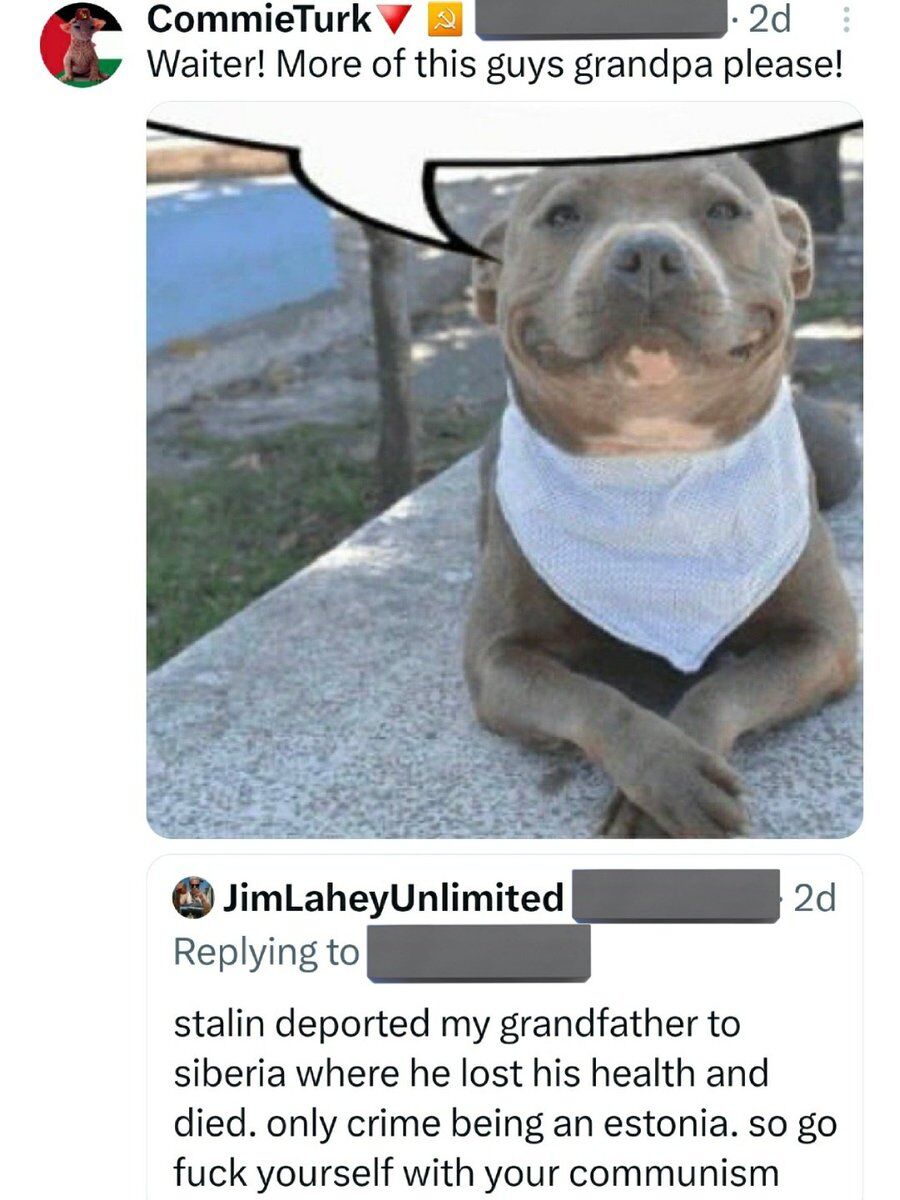 CommieTurk🔻 ☭ · 2d
Waiter! More of this guys grandpa please!
JimLaheyUnlimited · 2d
Replying to
stalin deported my grandfather to
siberia where he lost his health and
died. only crime being an estonia. so go
fuck yourself with your communism